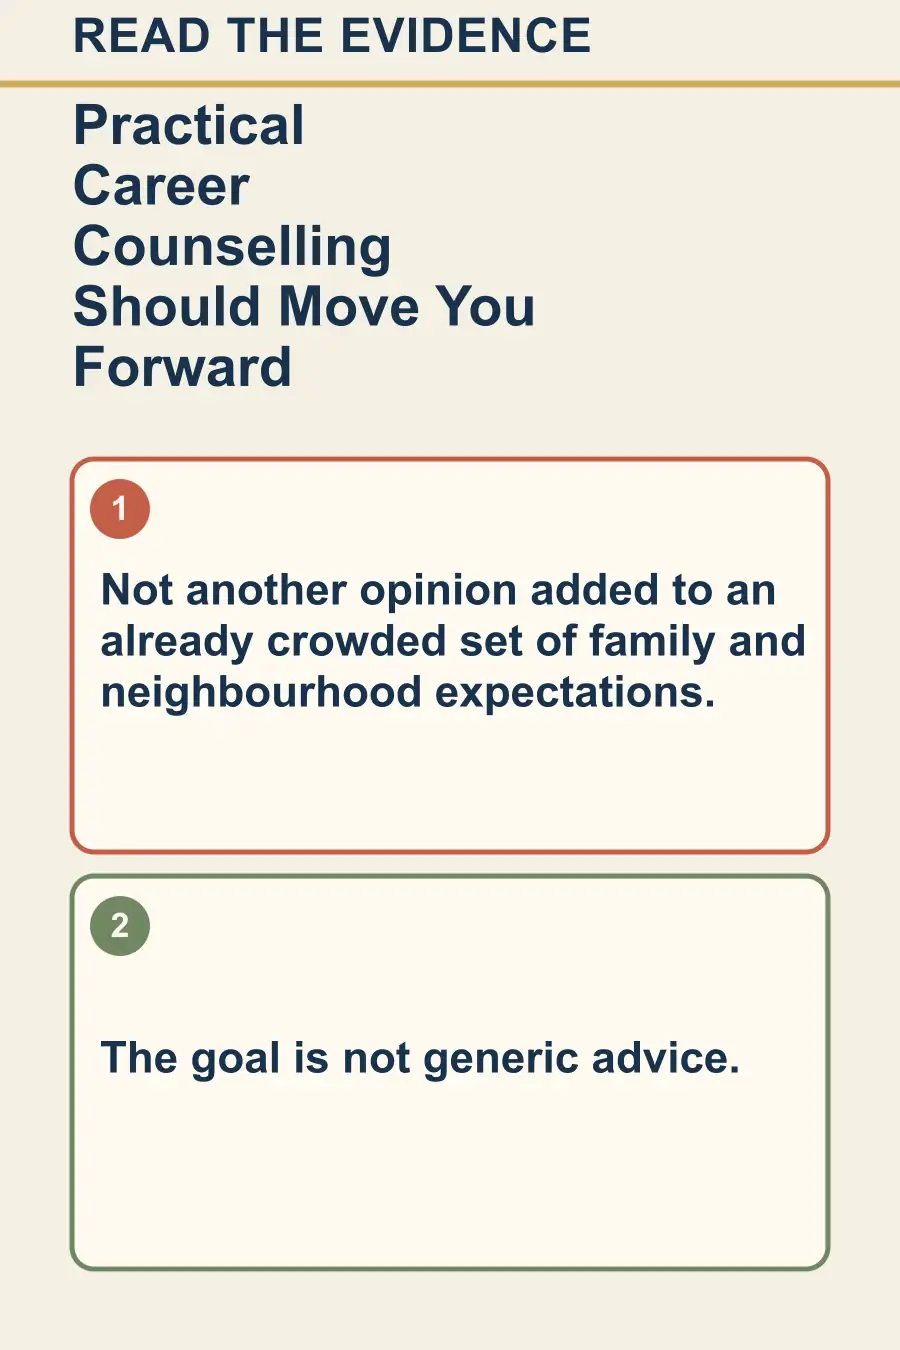 READ THE EVIDENCE
Practical
Career
Counselling
Should Move You
Forward
1
Not another opinion added to an
already crowded set of family and
neighbourhood expectations.
2
The goal is not generic advice.